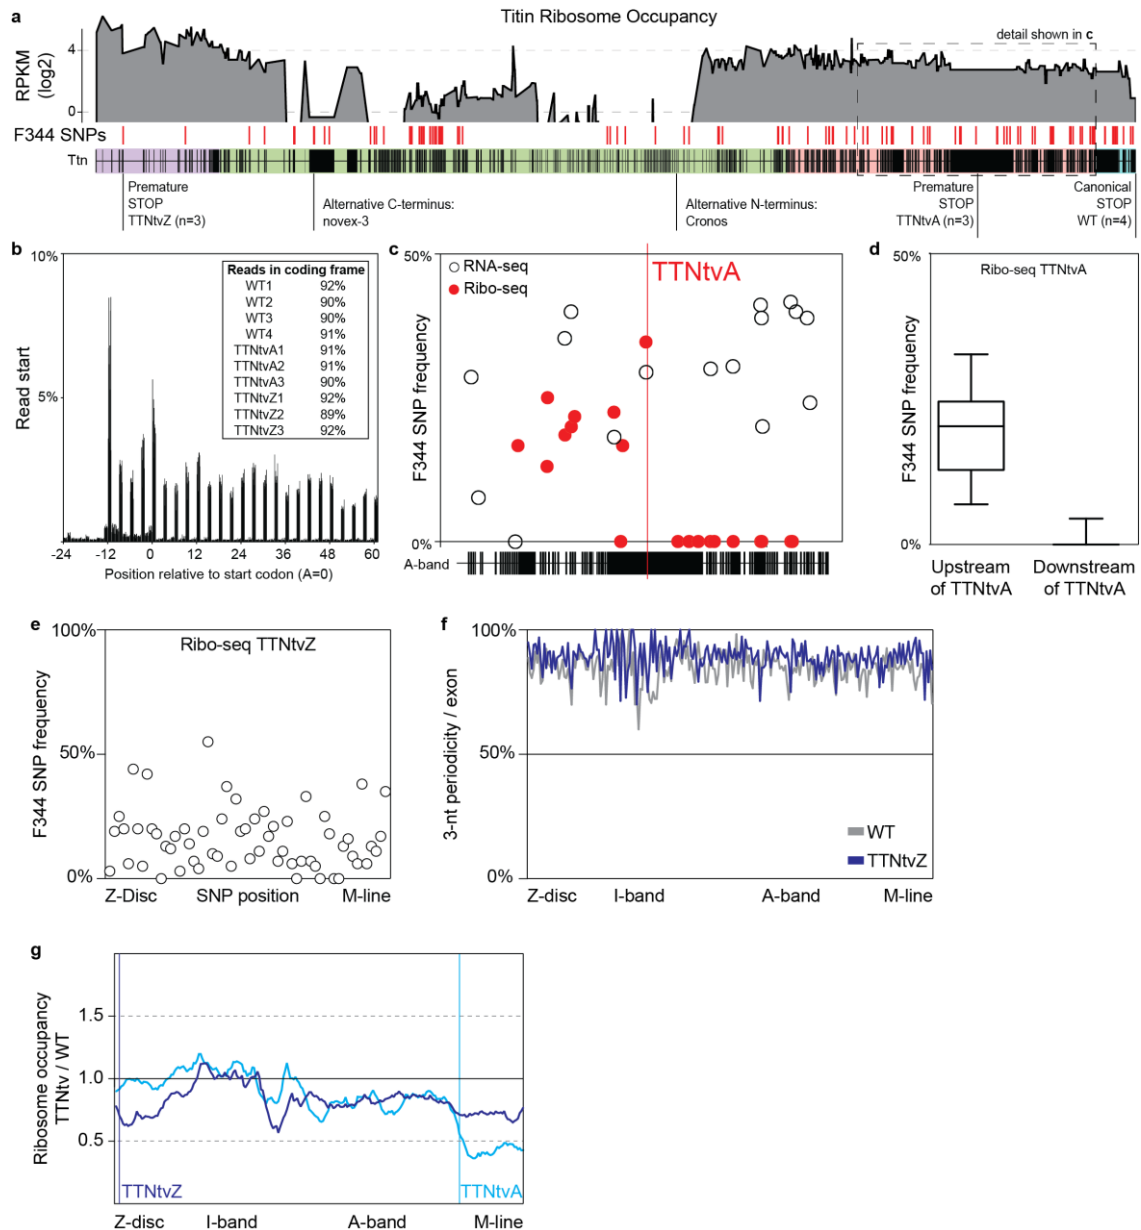 a
Titin Ribosome Occupancy
detail shown in c
RPKM
(log2)
4
0
F344 SNPs
Ttn
Premature
STOP
TTNtvZ (n=3)
Alternative C-terminus:
novex-3
Alternative N-terminus:
Cronos
Premature
STOP
TTNtvA (n=3)
Canonical
STOP
WT (n=4)
b
10%
5%
Read start
Reads in coding frame
WT1 92%
WT2 90%
WT3 90%
WT4 91%
TTNtvA1 91%
TTNtvA2 91%
TTNtvA3 90%
TTNtvZ1 92%
TTNtvZ2 89%
TTNtvZ3 92%
-24 -12 0 12 24 36 48 60
Position relative to start codon (A=0)
c
50%
RNA-seq
Ribo-seq
TTNtvA
F344 SNP frequency
0%
A-band
d
50%
Ribo-seq TTNtvA
F344 SNP frequency
0%
Upstream
of TTNtvA
Downstream
of TTNtvA
e
100%
Ribo-seq TTNtvZ
F344 SNP frequency
50%
0%
Z-Disc SNP position M-line
f
100%
3-nt periodicity / exon
50%
WT
TTNtvZ
0%
Z-disc I-band A-band M-line
g
Ribosome occupancy
TTNtv / WT
1.5
1.0
0.5
TTNtvZ
TTNtvA
Z-disc I-band A-band M-line